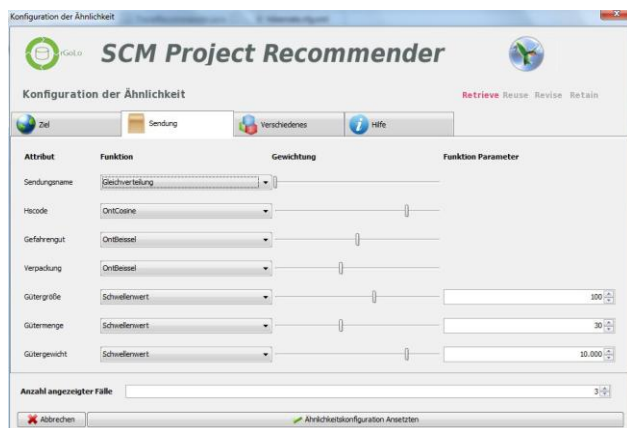 Konfiguration der Ähnlichkeit
SCM Project Recommender
Konfiguration der Ähnlichkeit
Retrieve Reuse Revise Retain
Ziel
Sendung
Verschiedenes
Hilfe
Attribut Funktion Gewichtung Funktion Parameter
Sendungsname Gleichverteilung
Hscode OntCosine
Gefahrengut OntBeissel
Verpackung OntBeissel
Gütergröße Schwellenwert 100
Gütermenge Schwellenwert 30
Gütergewicht Schwellenwert 10.000
Anzahl angezeigter Fälle 3
Abbrechen Ähnlichkeitskonfiguration Ansetzten